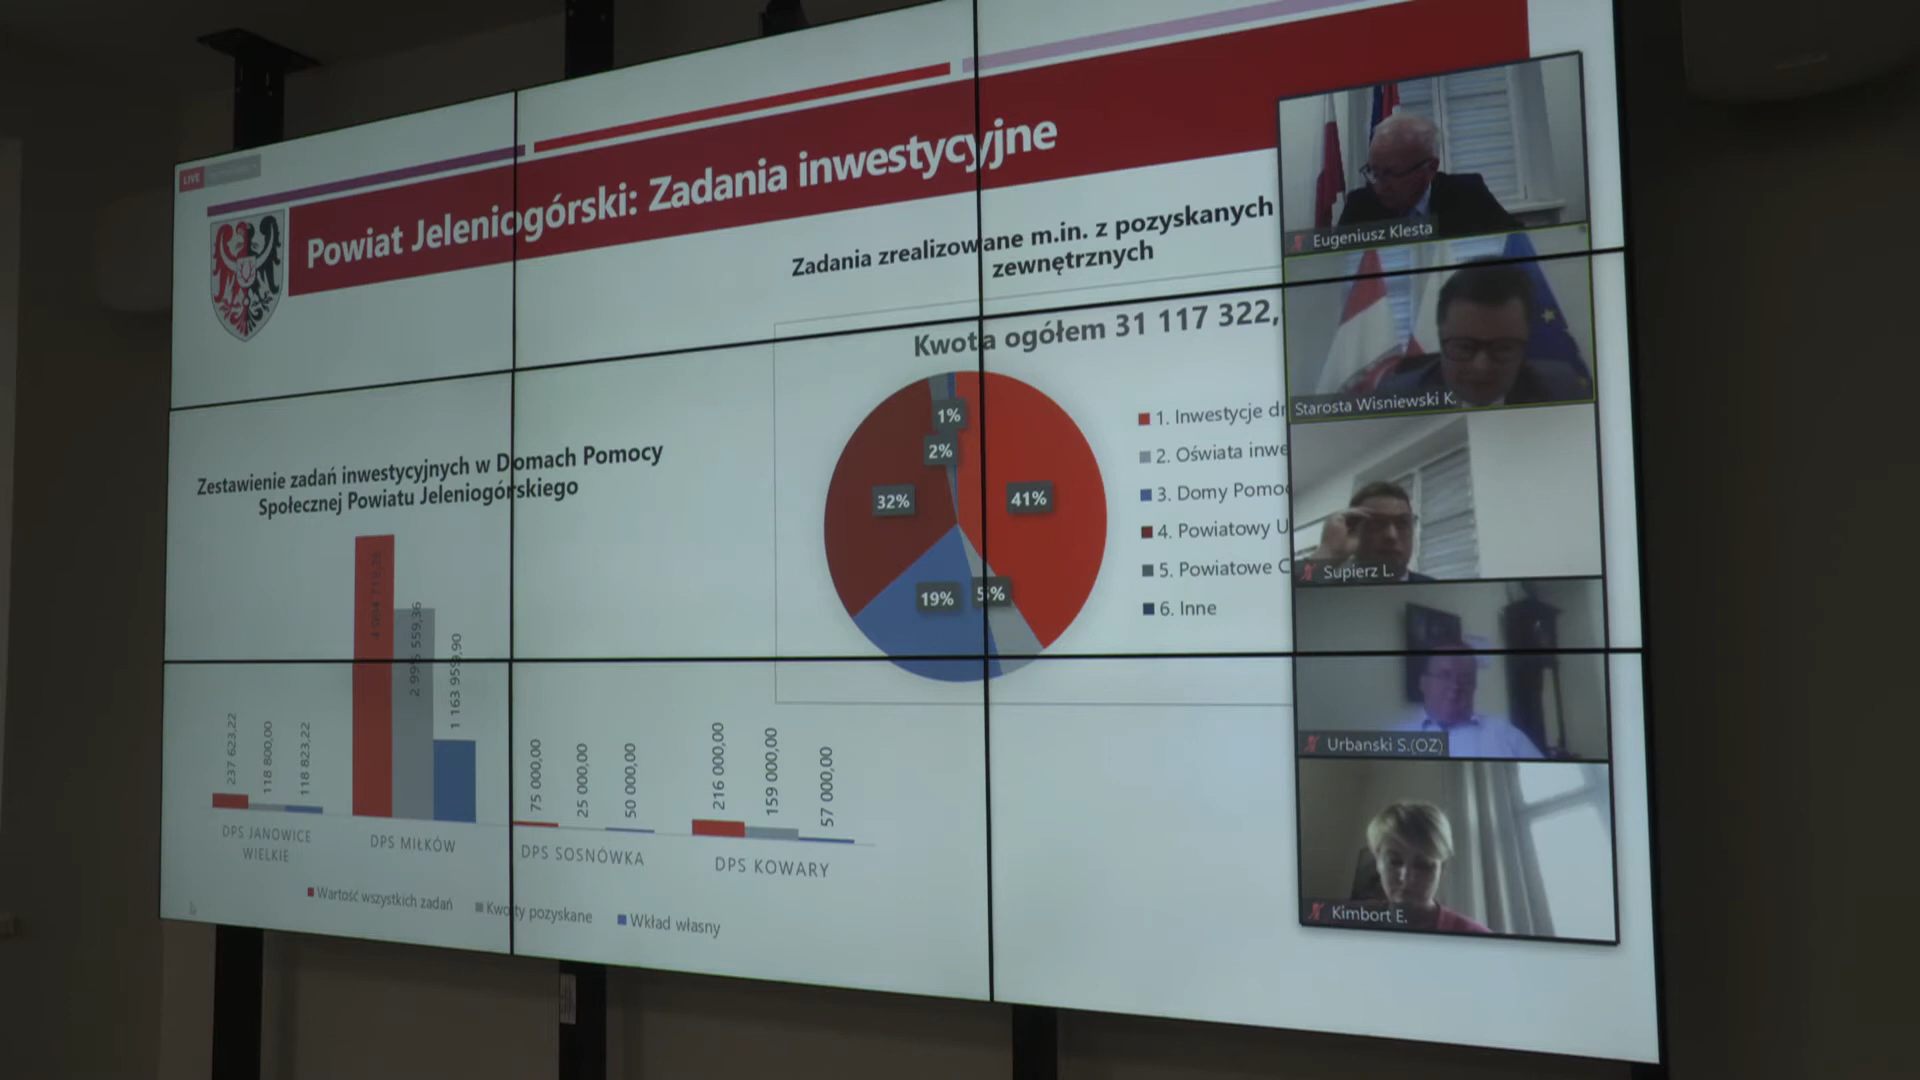 LIVE
Powiat Jeleniogórski: Zadania inwestycyjne
Zadania zrealizowane m.in. z pozyskanych
zewnętrznych
Kwota ogółem 31 117 322,
1%
2%
32%
41%
19%
5%
1. Inwestycje dr
2. Oświata inwe
3. Domy Pomoc
4. Powiatowy U
5. Powiatowe C
6. Inne
Zestawienie zadań inwestycyjnych w Domach Pomocy
Społecznej Powiatu Jeleniogórskiego
237 623,22
118 800,00
118 823,22
2 995 559,36
1 163 959,90
75 000,00
25 000,00
50 000,00
216 000,00
159 000,00
57 000,00
DPS JANOWICE
WIELKIE
DPS MIŁKÓW
DPS SOSNÓWKA
DPS KOWARY
Wartość wszystkich zadań
Kwoty pozyskane
Wkład własny
Eugeniusz Klesta
Starosta Wisniewski K.
Supierz L.
Urbanski S.(OZ)
Kimbort E.